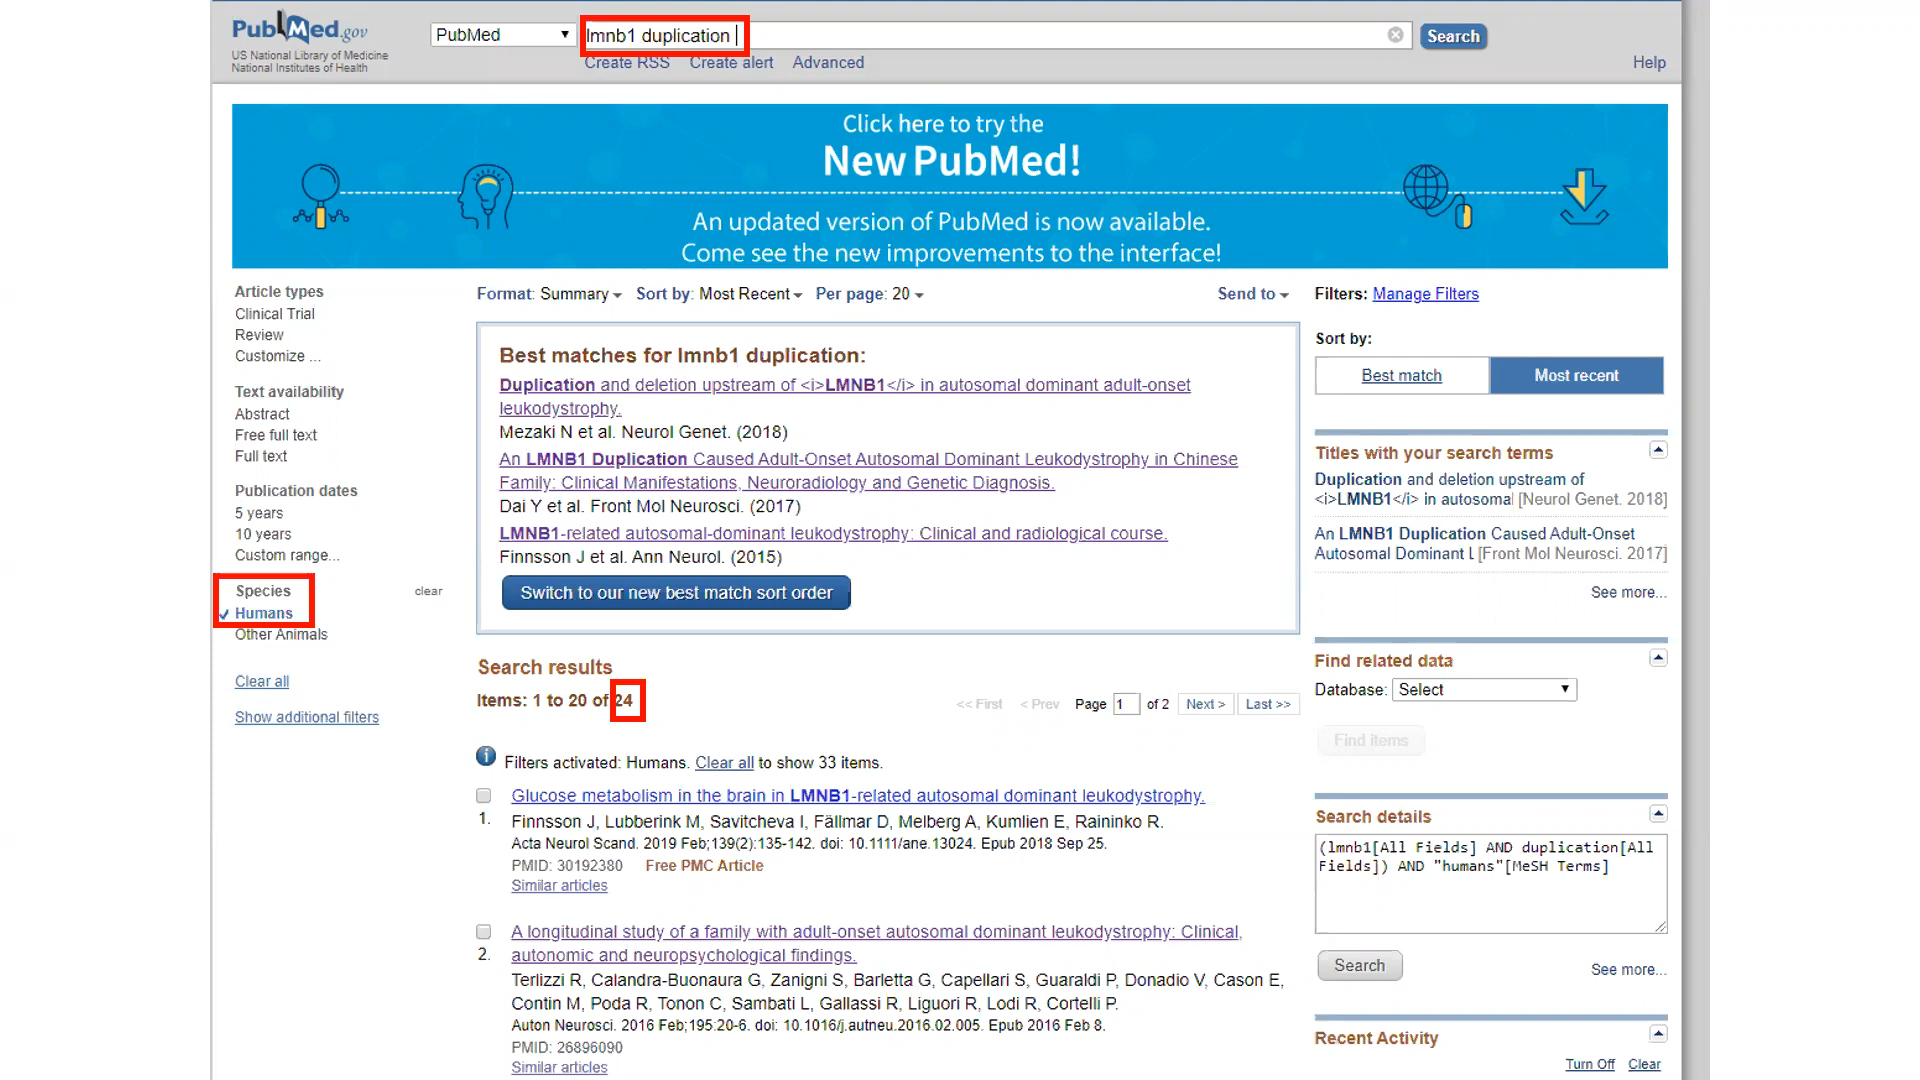 PubMed.gov
US National Library of Medicine
National Institutes of Health
PubMed
lmnb1 duplication
Search
Create RSS Create alert Advanced
Help
Click here to try the
New PubMed!
An updated version of PubMed is now available.
Come see the new improvements to the interface!
Article types
Clinical Trial
Review
Customize ...
Text availability
Abstract
Free full text
Full text
Publication dates
5 years
10 years
Custom range...
Species
clear
Humans
Other Animals
Clear all
Show additional filters
Format: Summary Sort by: Most Recent Per page: 20
Send to
Best matches for lmnb1 duplication:
Duplication and deletion upstream of <i>LMNB1</i> in autosomal dominant adult-onset
leukodystrophy.
Mezaki N et al. Neurol Genet. (2018)
An LMNB1 Duplication Caused Adult-Onset Autosomal Dominant Leukodystrophy in Chinese
Family: Clinical Manifestations, Neuroradiology and Genetic Diagnosis.
Dai Y et al. Front Mol Neurosci. (2017)
LMNB1-related autosomal-dominant leukodystrophy: Clinical and radiological course.
Finnsson J et al. Ann Neurol. (2015)
Switch to our new best match sort order
Search results
Items: 1 to 20 of 24
<< First < Prev Page 1 of 2 Next > Last >>
Filters activated: Humans. Clear all to show 33 items.
Glucose metabolism in the brain in LMNB1-related autosomal dominant leukodystrophy.
1.
Finnsson J, Lubberink M, Savitcheva I, Fällmar D, Melberg A, Kumlien E, Raininko R.
Acta Neurol Scand. 2019 Feb;139(2):135-142. doi: 10.1111/ane.13024. Epub 2018 Sep 25.
PMID: 30192380 Free PMC Article
Similar articles
A longitudinal study of a family with adult-onset autosomal dominant leukodystrophy: Clinical,
2.
autonomic and neuropsychological findings.
Terlizzi R, Calandra-Buonaura G, Zanigni S, Barletta G, Capellari S, Guaraldi P, Donadio V, Cason E,
Contin M, Poda R, Tonon C, Sambati L, Gallassi R, Liguori R, Lodi R, Cortelli P.
Auton Neurosci. 2016 Feb;195:20-6. doi: 10.1016/j.autneu.2016.02.005. Epub 2016 Feb 8.
PMID: 26896090
Similar articles
Filters: Manage Filters
Sort by:
Best match Most recent
Titles with your search terms
Duplication and deletion upstream of
<i>LMNB1</i> in autosomal [Neurol Genet. 2018]
An LMNB1 Duplication Caused Adult-Onset
Autosomal Dominant L [Front Mol Neurosci. 2017]
See more...
Find related data
Database: Select
Find items
Search details
(lmnb1[All Fields] AND duplication[All
Fields]) AND "humans"[MeSH Terms]
Search
See more...
Recent Activity
Turn Off Clear